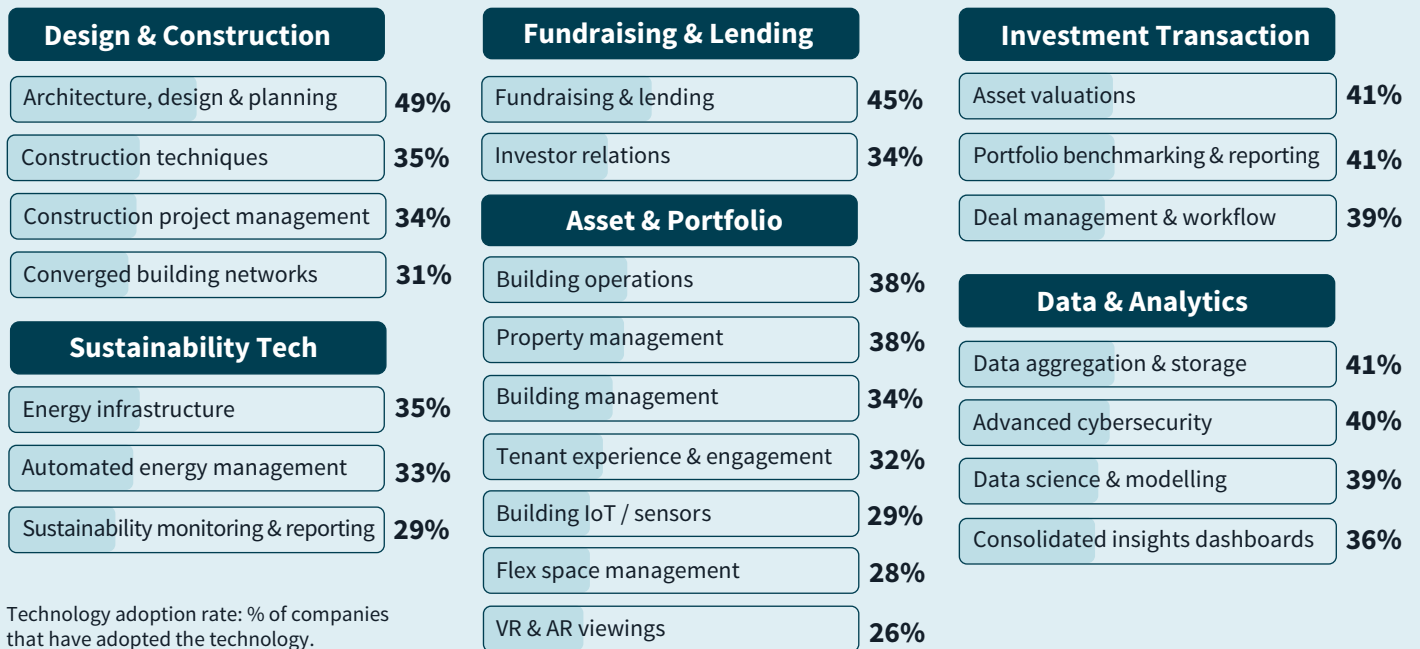 Design & Construction
Architecture, design & planning 49%
Construction techniques 35%
Construction project management 34%
Converged building networks 31%
Sustainability Tech
Energy infrastructure 35%
Automated energy management 33%
Sustainability monitoring & reporting 29%
Technology adoption rate: % of companies
that have adopted the technology.
Fundraising & Lending
Fundraising & lending 45%
Investor relations 34%
Asset & Portfolio
Building operations 38%
Property management 38%
Building management 34%
Tenant experience & engagement 32%
Building IoT / sensors 29%
Flex space management 28%
VR & AR viewings 26%
Investment Transaction
Asset valuations 41%
Portfolio benchmarking & reporting 41%
Deal management & workflow 39%
Data & Analytics
Data aggregation & storage 41%
Advanced cybersecurity 40%
Data science & modelling 39%
Consolidated insights dashboards 36%